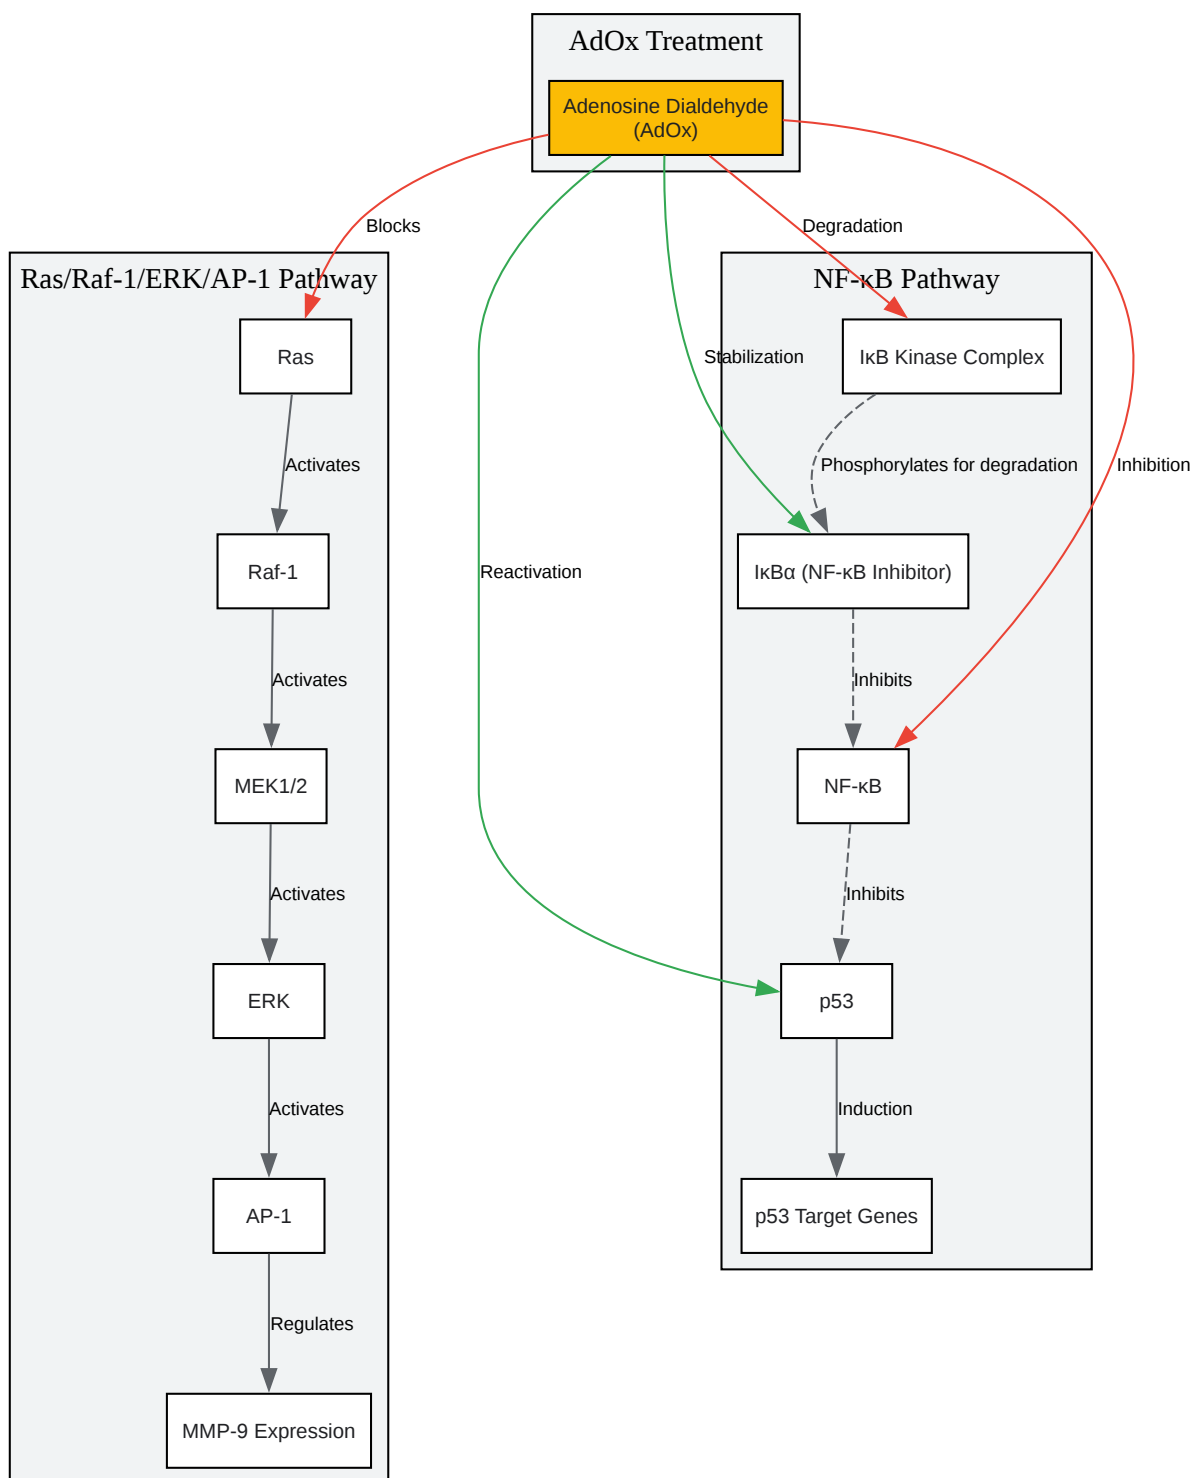 AdOx Treatment
Adenosine Dialdehyde
(AdOx)
Blocks
Degradation
Ras/Raf-1/ERK/AP-1 Pathway
NF-κB Pathway
Ras
Stabilization
IκB Kinase Complex
Activates
Phosphorylates for degradation
Inhibition
Raf-1
Reactivation
IκBα (NF-κB Inhibitor)
Activates
Inhibits
MEK1/2
NF-κB
Activates
Inhibits
ERK
p53
Activates
Induction
AP-1
p53 Target Genes
Regulates
MMP-9 Expression